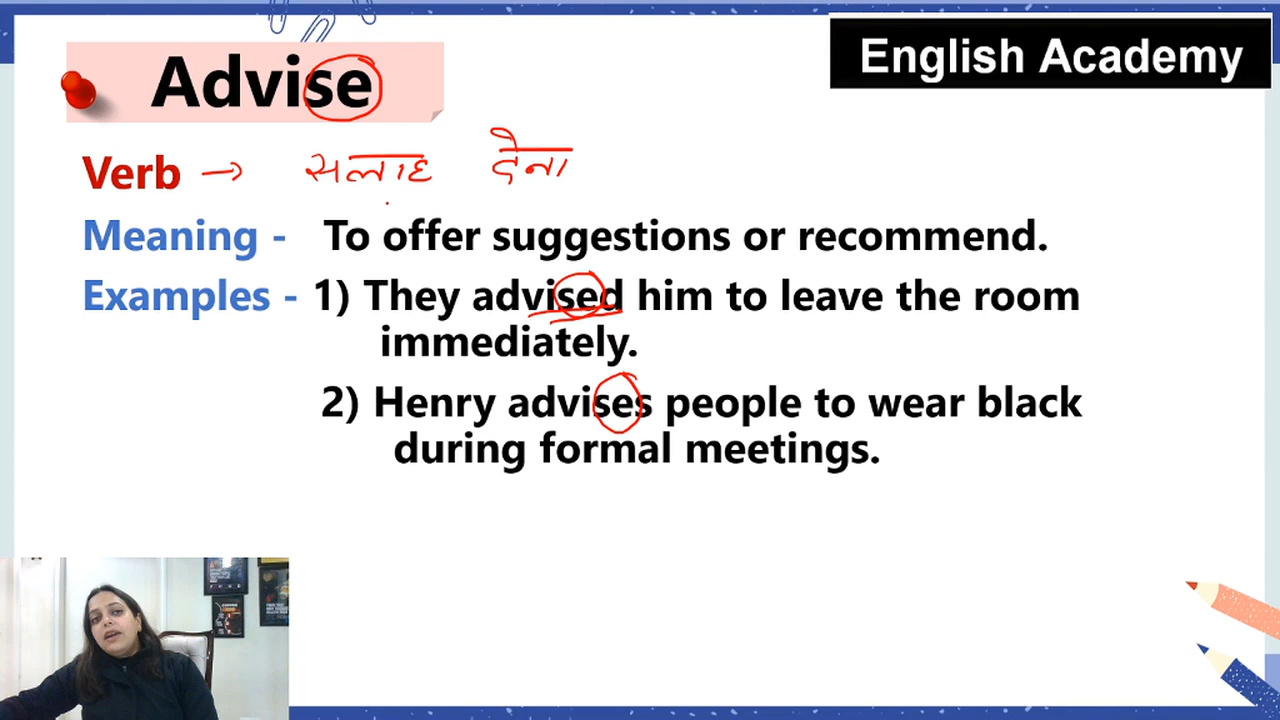 English Academy
Advise
Verb → सलाह देना
Meaning - To offer suggestions or recommend.
Examples - 1) They advised him to leave the room
immediately.
2) Henry advises people to wear black
during formal meetings.